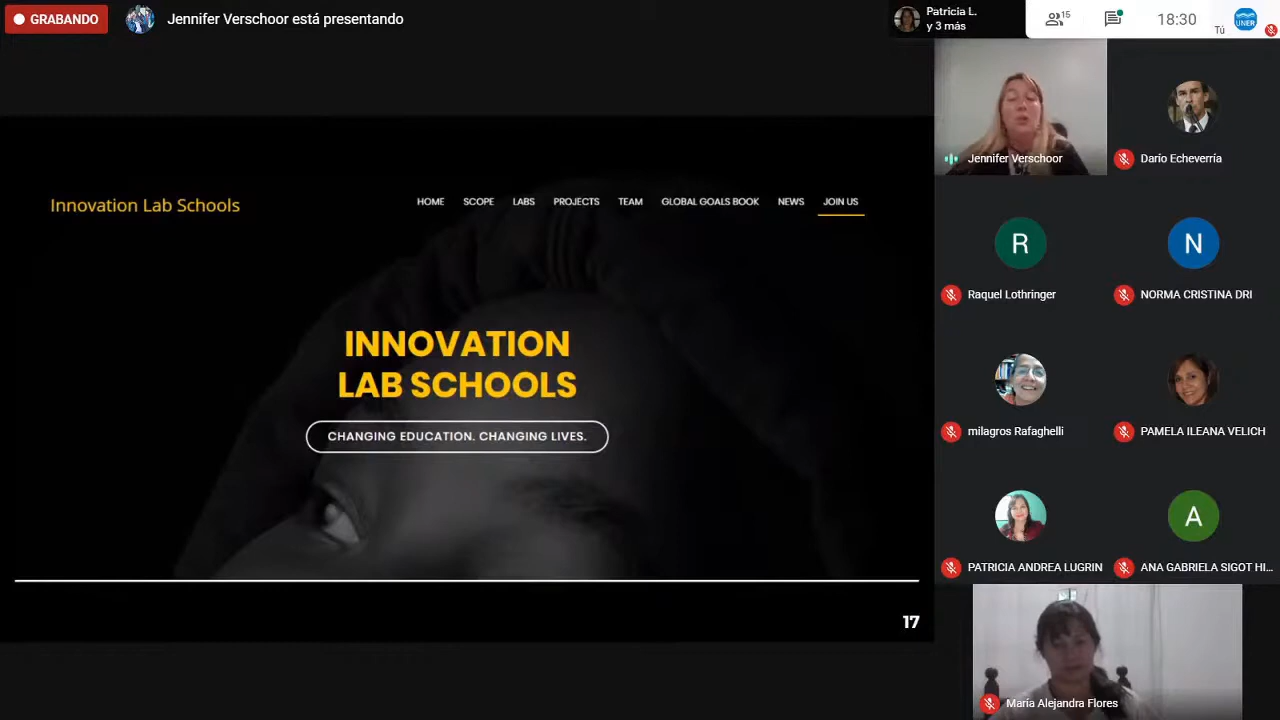 GRABANDO
Jennifer Verschoor está presentando
Patricia L.
y 3 más
15
18:30
Tú
UNER
Innovation Lab Schools
HOME SCOPE LABS PROJECTS TEAM GLOBAL GOALS BOOK NEWS JOIN US
INNOVATION
LAB SCHOOLS
CHANGING EDUCATION. CHANGING LIVES.
17
Jennifer Verschoor
Darío Echeverría
R
N
Raquel Lothringer
NORMA CRISTINA DRI
milagros Rafaghelli
PAMELA ILEANA VELICH
A
PATRICIA ANDREA LUGRIN
ANA GABRIELA SIGOT HI...
María Alejandra Flores